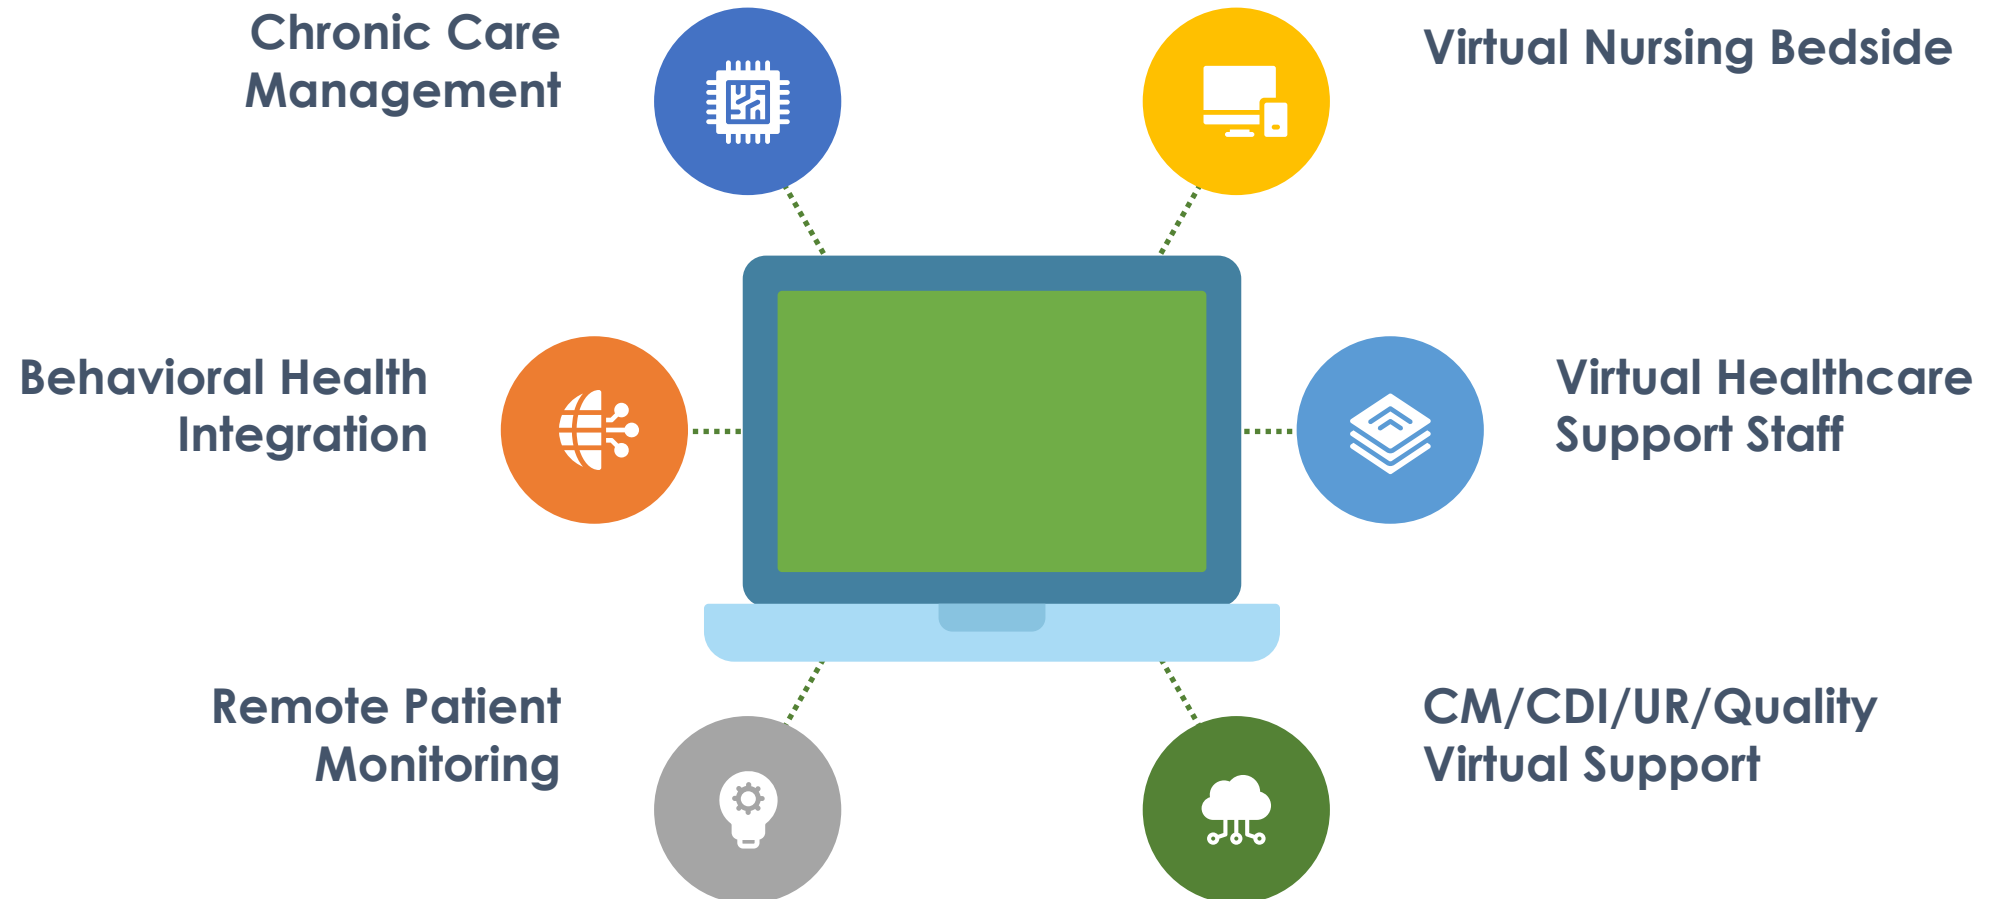 Chronic Care
Management
Virtual Nursing Bedside
Behavioral Health
Integration
Virtual Healthcare
Support Staff
Remote Patient
Monitoring
CM/CDI/UR/Quality
Virtual Support